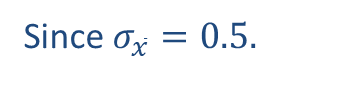 Since σ_x̄ = 0.5.